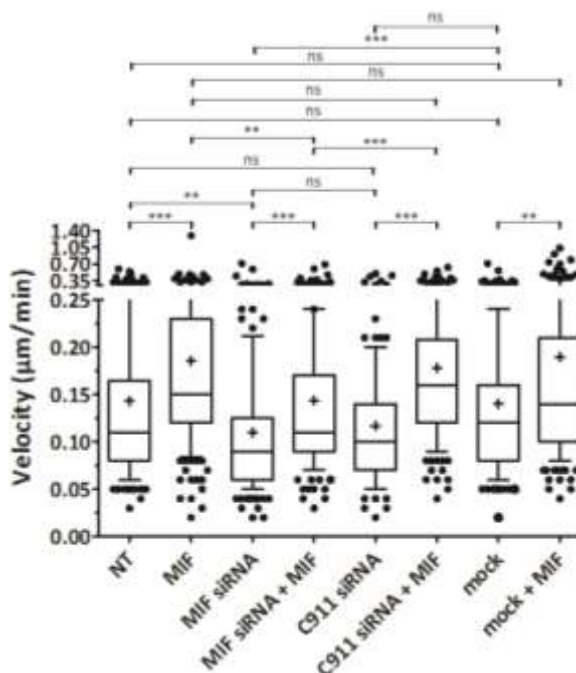 ns
***
ns
ns
ns
ns
** ***
ns
** ns
*** *** *** **
1.40
1.05
0.70
0.35
0.25
0.20
0.15
0.10
0.05
0.00
Velocity (µm/min)
NT
MIF
MIF siRNA
MIF siRNA + MIF
C911 siRNA
C911 siRNA + MIF
mock
mock + MIF